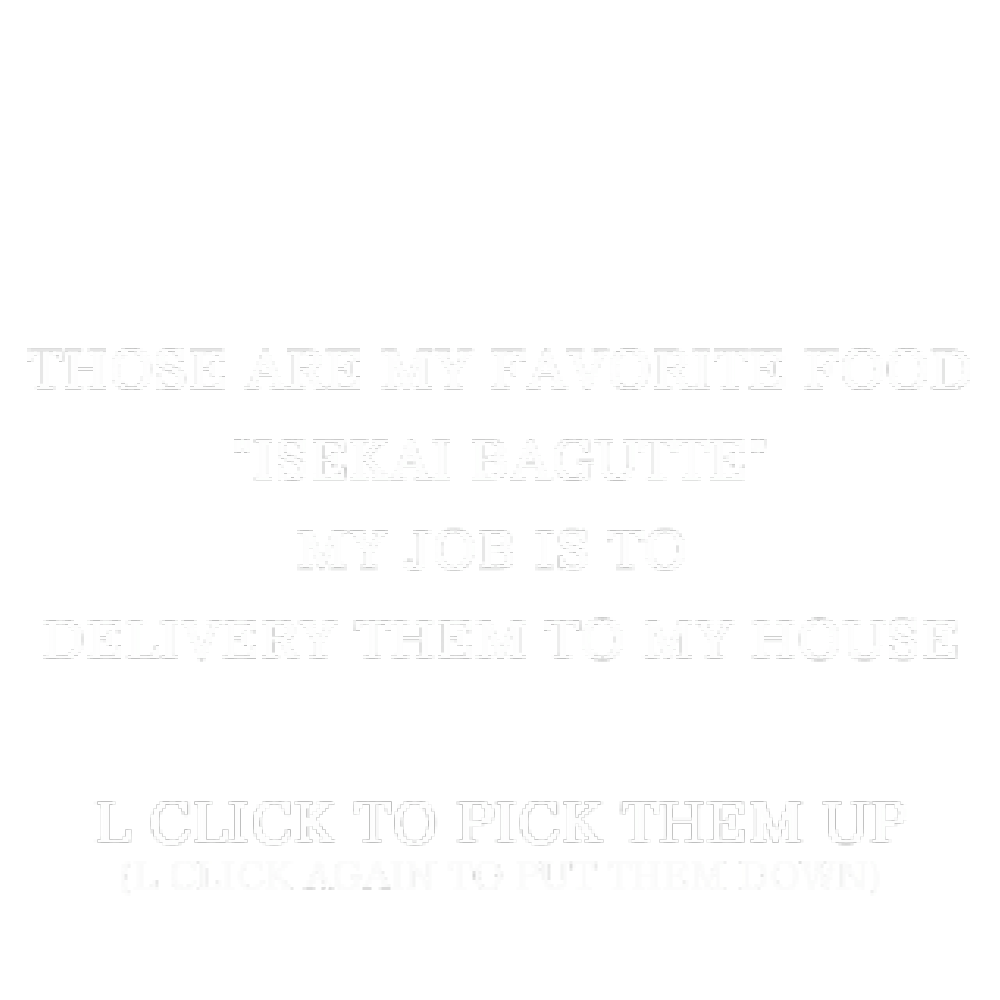 THOSE ARE MY FAVORITE FOOD
"ISEKAI BAGUTTE"
MY JOB IS TO
DELIVERY THEM TO MY HOUSE
L CLICK TO PICK THEM UP
(L CLICK AGAIN TO PUT THEM DOWN)